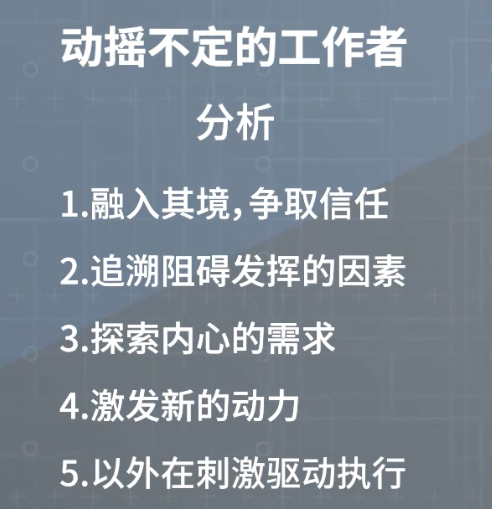 动摇不定的工作者
分析
1.融入其境,争取信任
2.追溯阻碍发挥的因素
3.探索内心的需求
4.激发新的动力
5.以外在刺激驱动执行